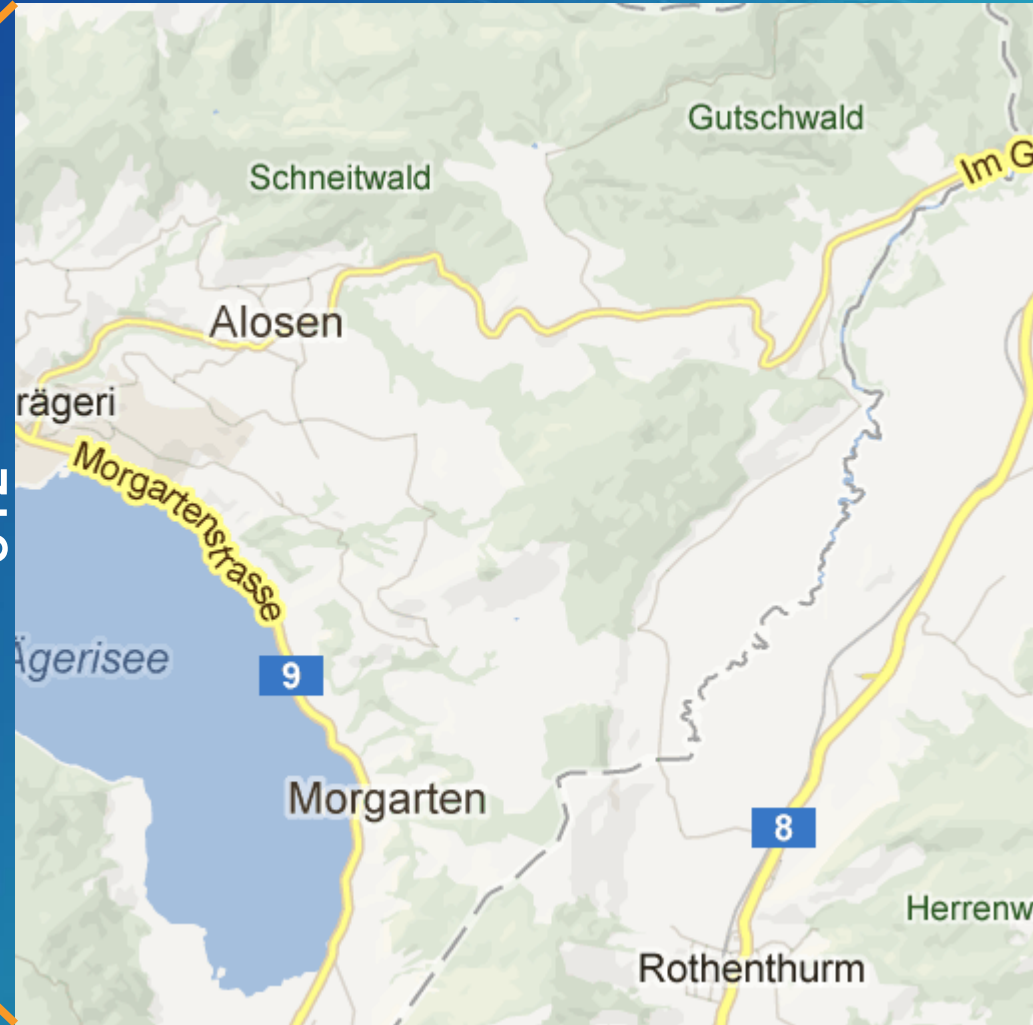 Gutschwald
Im G
Schneitwald
Alosen
rägeri
Morgartenstrasse
Ägerisee
9
Morgarten
8
Herrenw
Rothenthurm